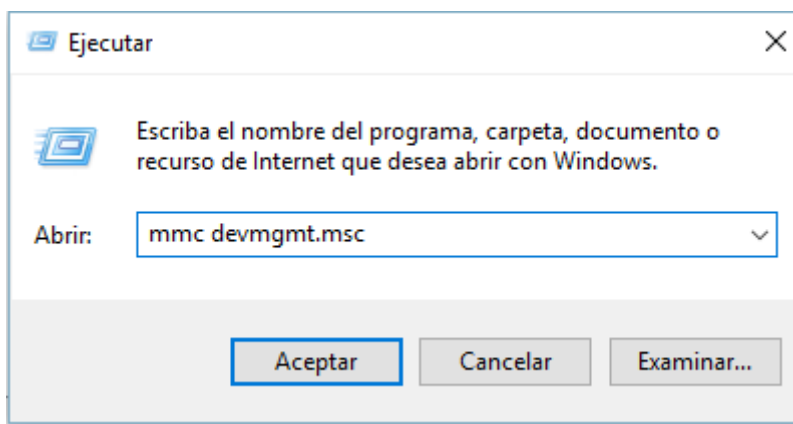 Ejecutar
Escriba el nombre del programa, carpeta, documento o
recurso de Internet que desea abrir con Windows.
Abrir:
mmc devmgmt.msc
Aceptar
Cancelar
Examinar...